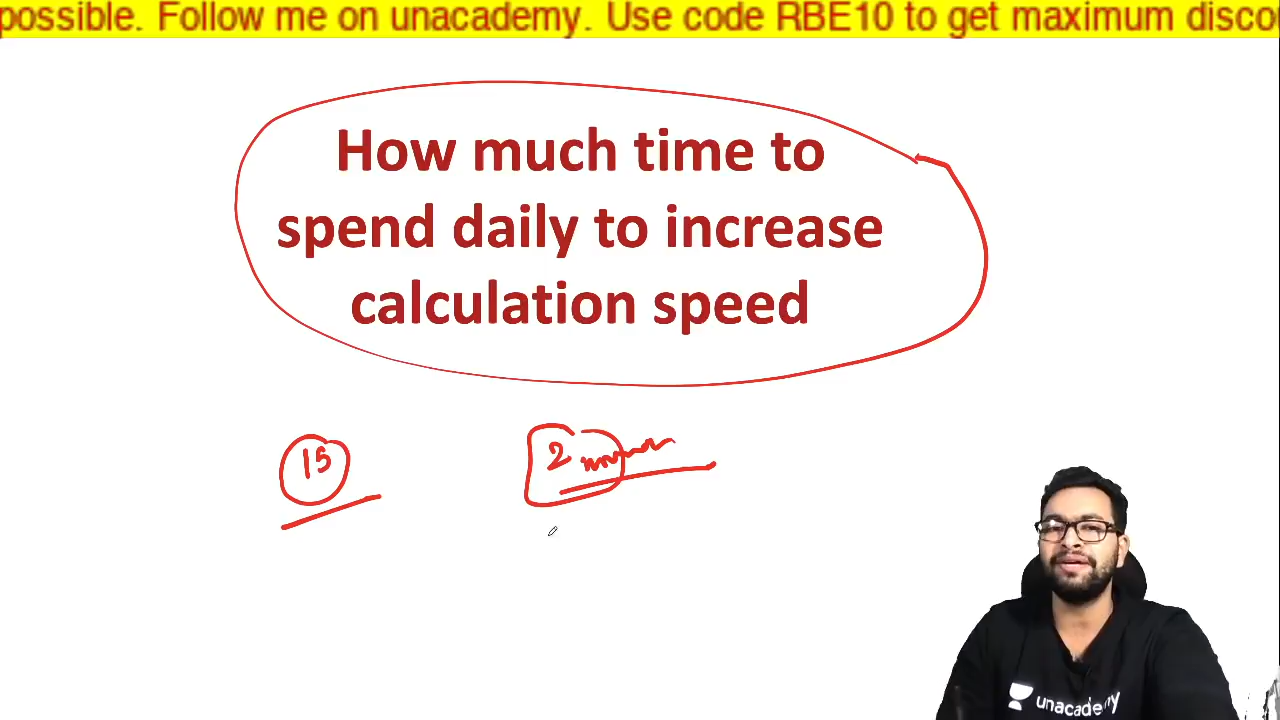 possible. Follow me on unacademy. Use code RBE10 to get maximum disco
How much time to
spend daily to increase
calculation speed
15
2
unacademy